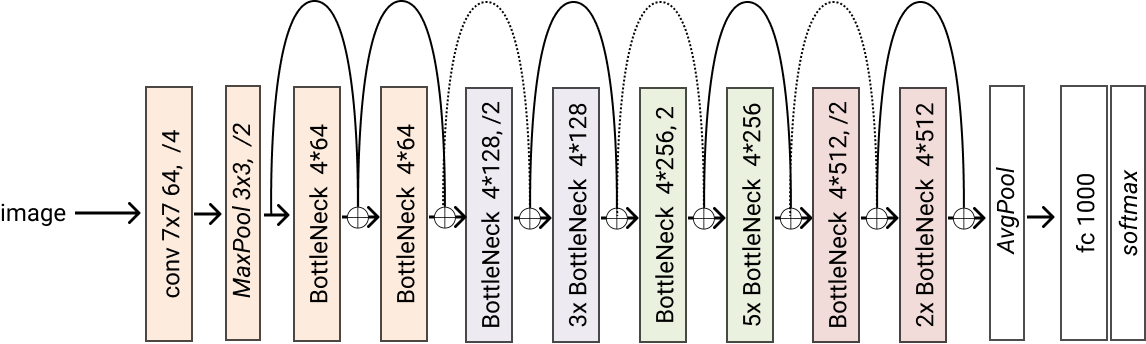 image
conv 7x7 64, /4
MaxPool 3x3, /2
BottleNeck 4*64
BottleNeck 4*64
BottleNeck 4*128, /2
3x BottleNeck 4*128
BottleNeck 4*256, 2
5x BottleNeck 4*256
BottleNeck 4*512, /2
2x BottleNeck 4*512
AvgPool
fc 1000
softmax